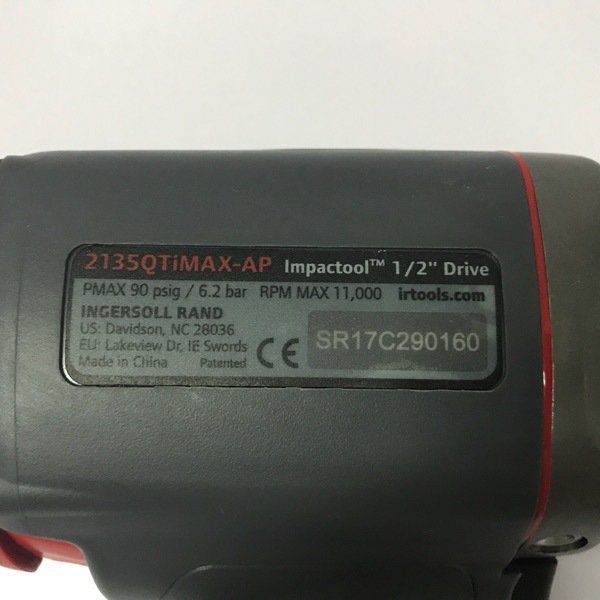 2135QTiMAX-AP Impactool™ 1/2" Drive
PMAX 90 psig / 6.2 bar RPM MAX 11,000 irtools.com
INGERSOLL RAND
US: Davidson, NC 28036
EU: Lakeview Dr, IE Swords
Made in China Patented CE
SR17C290160